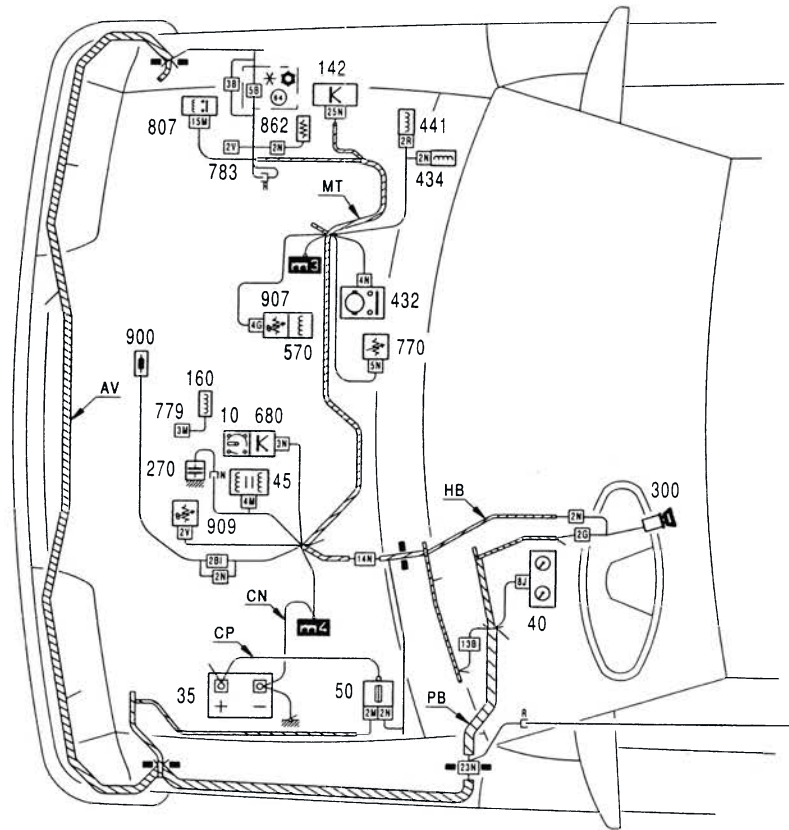 142
3B
5B
64
807
15M
862
25N
441
2R
2V
2N
783
2N
434
MT
3
907
4N
432
4G
570
770
5N
900
160
AV
779
3M
10
680
3N
270
1N
45
4M
HB
2N
300
909
2V
2G
14N
2BI
2N
8J
CN
4
40
CP
13B
35
50
+
-
2M
2N
PB
23N